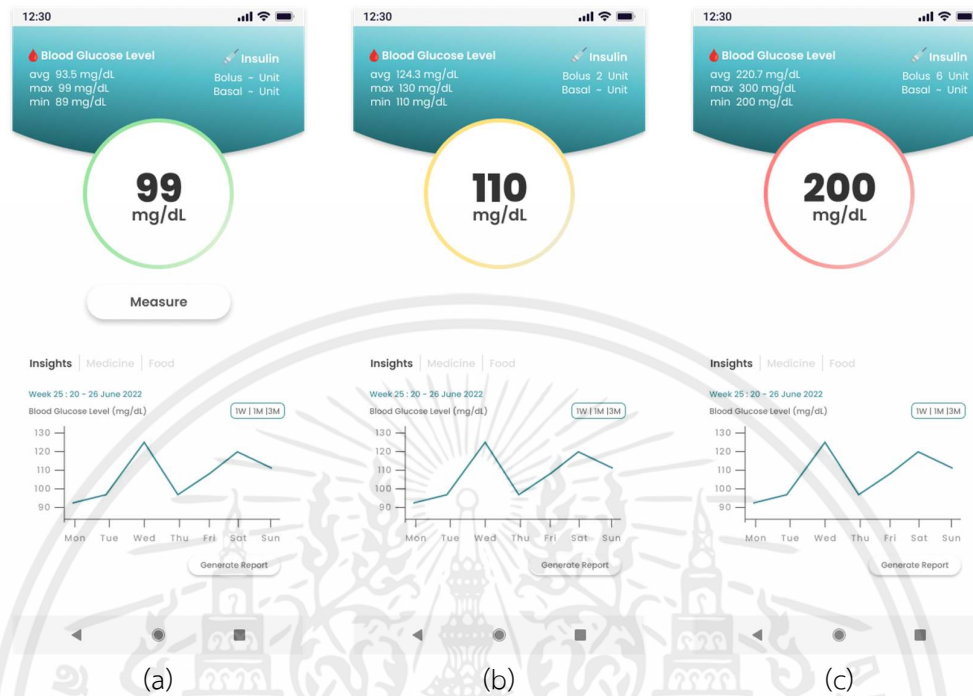 12:30
Blood Glucose Level
avg 93.5 mg/dL
max 99 mg/dL
min 89 mg/dL
Insulin
Bolus - Unit
Basal - Unit
99
mg/dL
Measure
Insights | Medicine | Food
Week 25 : 20 - 26 June 2022
Blood Glucose Level (mg/dL)
1W | 1M |3M
130
120
110
100
90
Mon Tue Wed Thu Fri Sat Sun
Generate Report
(a)
12:30
Blood Glucose Level
avg 124.3 mg/dL
max 130 mg/dL
min 110 mg/dL
Insulin
Bolus 2 Unit
Basal - Unit
110
mg/dL
Insights | Medicine | Food
Week 25 : 20 - 26 June 2022
Blood Glucose Level (mg/dL)
1W | 1M |3M
130
120
110
100
90
Mon Tue Wed Thu Fri Sat Sun
Generate Report
(b)
12:30
Blood Glucose Level
avg 220.7 mg/dL
max 300 mg/dL
min 200 mg/dL
Insulin
Bolus 6 Unit
Basal - Unit
200
mg/dL
Insights | Medicine | Food
Week 25 : 20 - 26 June 2022
Blood Glucose Level (mg/dL)
1W | 1M |3M
130
120
110
100
90
Mon Tue Wed Thu Fri Sat Sun
Generate Report
(c)